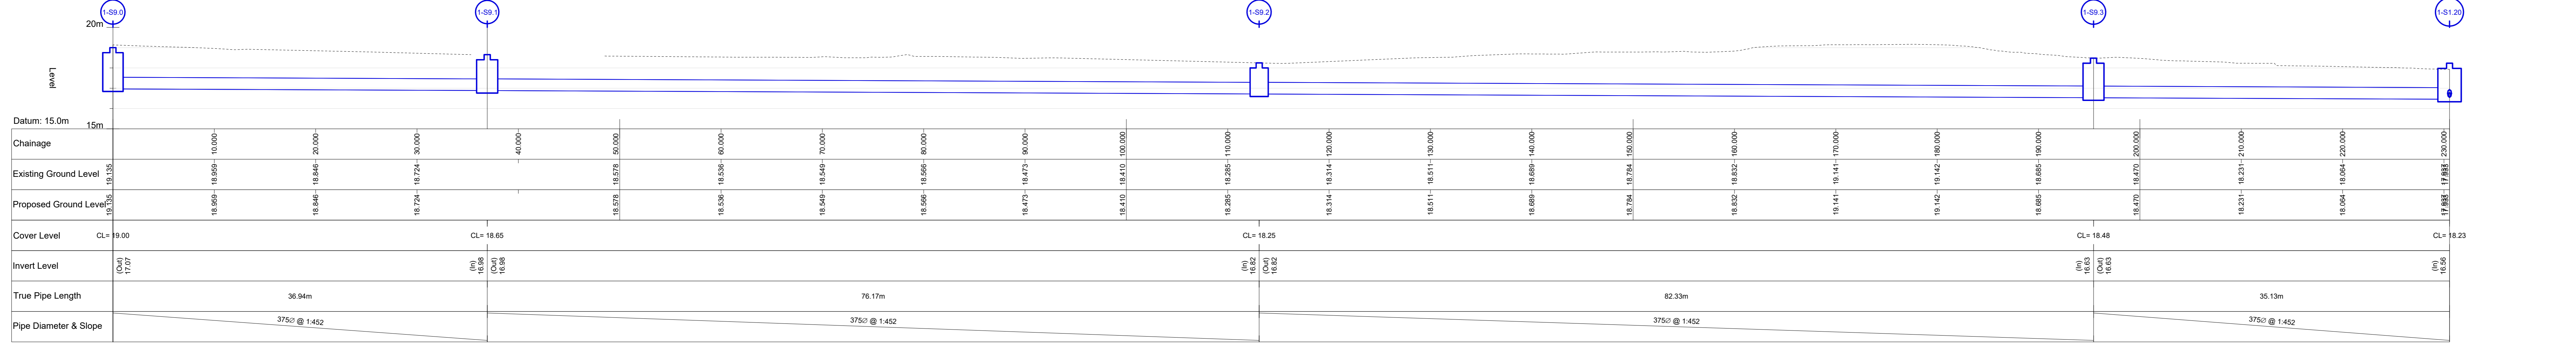 1-S9.0 1-S9.1 1-S9.2 1-S9.3 1-S1.20
20m
Level
Datum: 15.0m
15m
Chainage 10.000 20.000 30.000 40.000 50.000 60.000 70.000 80.000 90.000 100.000 110.000 120.000 130.000 140.000 150.000 160.000 170.000 180.000 190.000 200.000 210.000 220.000 230.000
Existing Ground Level 19.135 18.959 18.846 18.724 18.578 18.536 18.549 18.566 18.473 18.410 18.285 18.314 18.511 18.689 18.784 18.832 19.141 19.142 18.685 18.470 18.231 18.064
Proposed Ground Level 19.135 18.959 18.846 18.724 18.578 18.536 18.549 18.566 18.473 18.410 18.285 18.314 18.511 18.689 18.784 18.832 19.141 19.142 18.685 18.470 18.231 18.064
Cover Level CL= 19.00 CL= 18.65 CL= 18.25 CL= 18.48 CL= 18.23
Invert Level (Out) 17.07 (In) 16.98 (Out) 16.98 (In) 16.82 (Out) 16.82 (In) 16.63 (Out) 16.63 (In) 16.56
True Pipe Length 36.94m 76.17m 82.33m 35.13m
Pipe Diameter & Slope 375∅ @ 1:452 375∅ @ 1:452 375∅ @ 1:452 375∅ @ 1:452